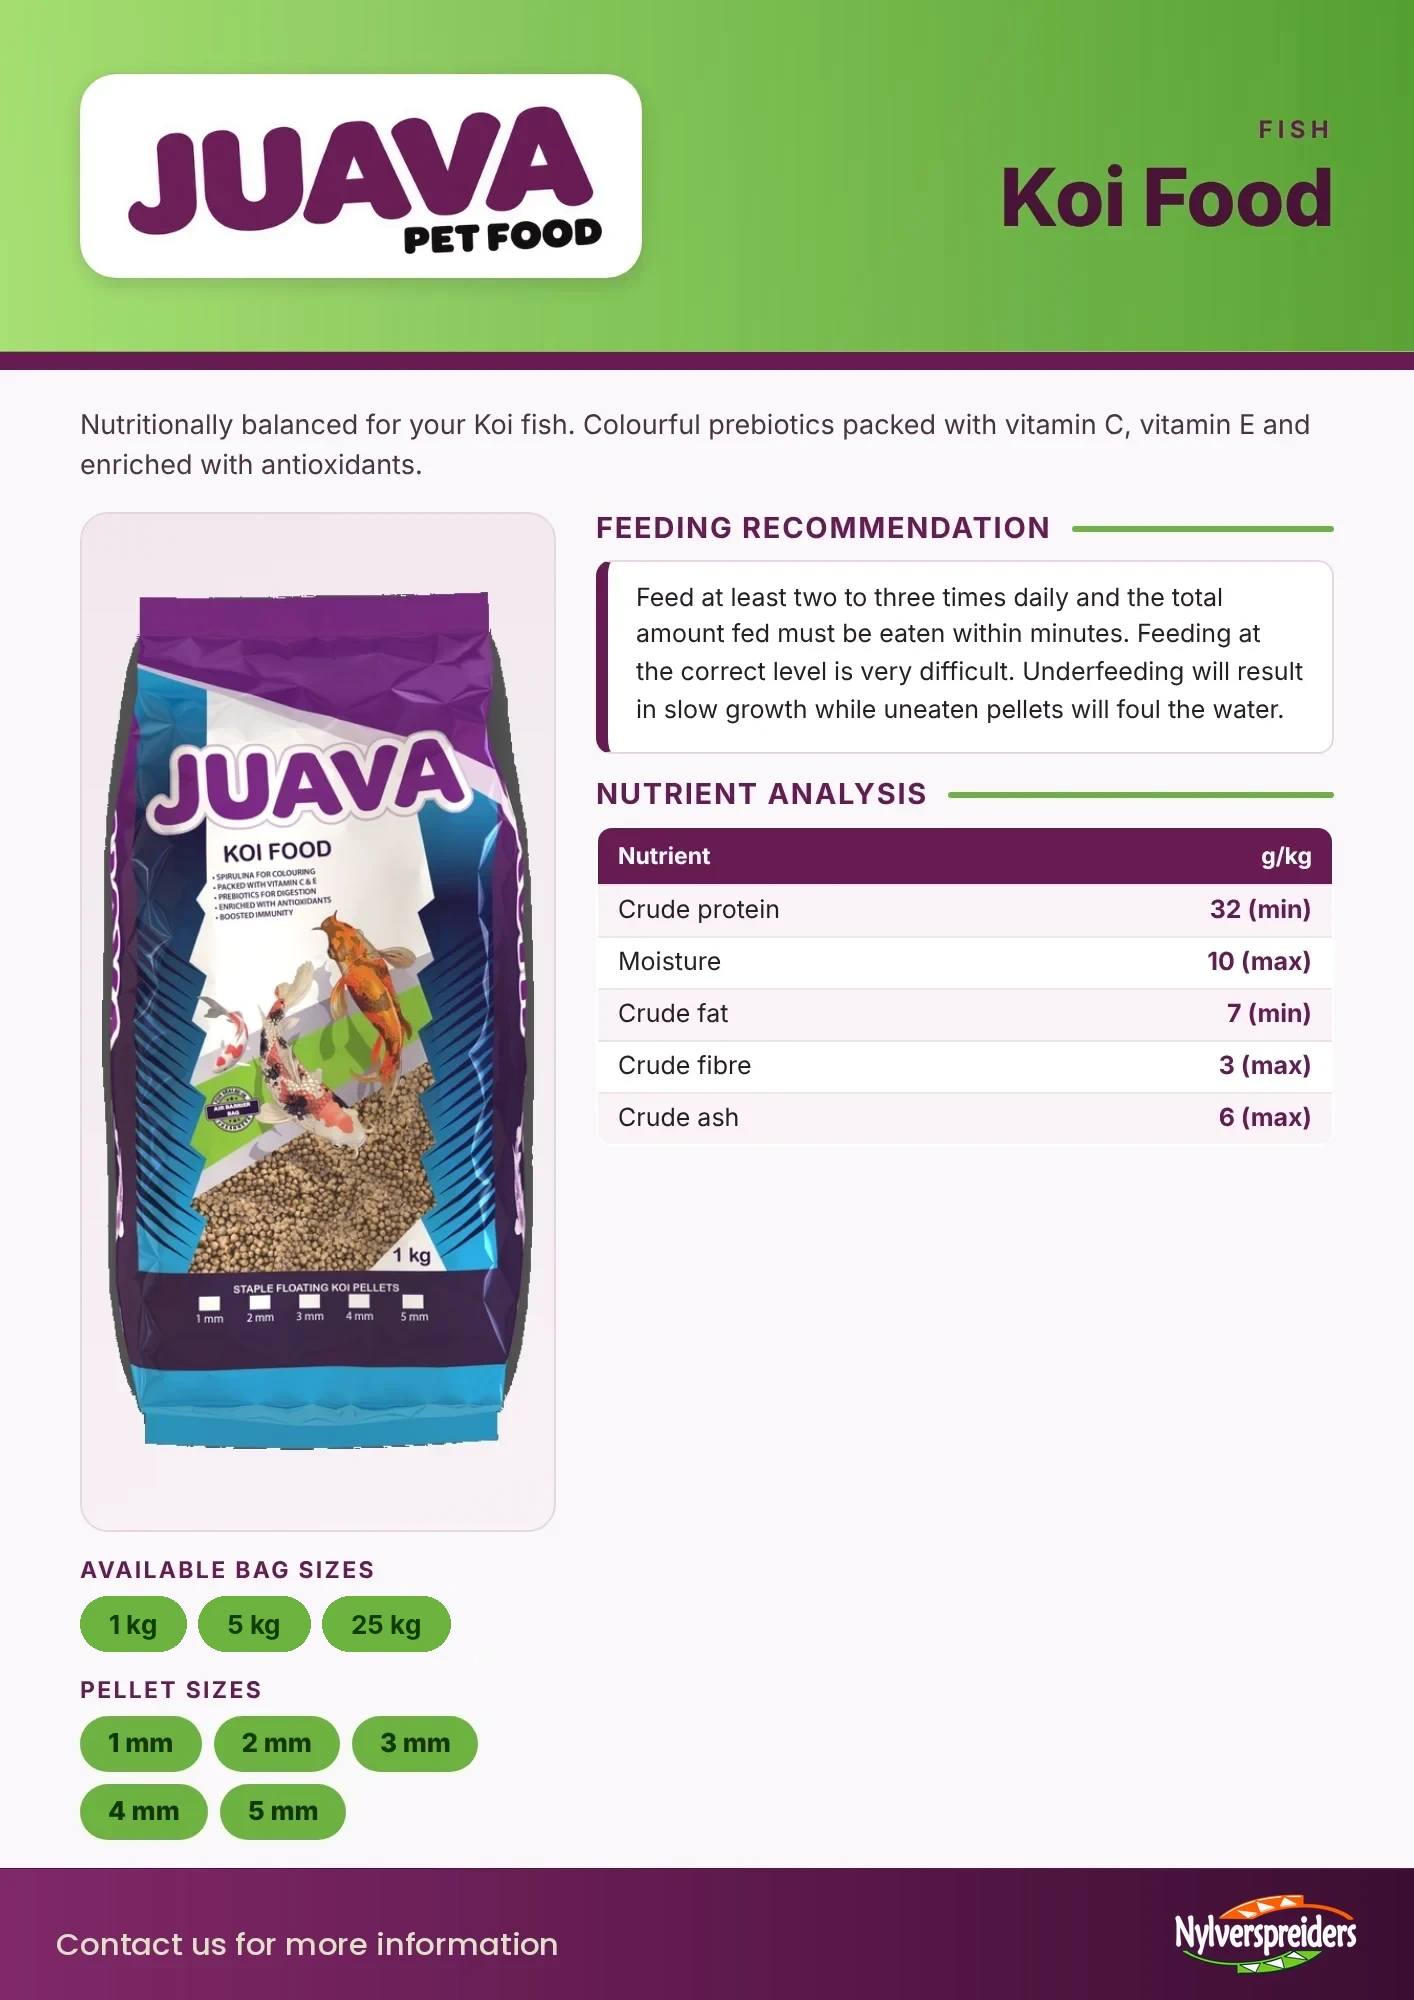 JUAVA
PET FOOD
FISH
Koi Food
Nutritionally balanced for your Koi fish. Colourful prebiotics packed with vitamin C, vitamin E and
enriched with antioxidants.
JUAVA
KOI FOOD
• SPIRULINA FOR COLOURING
• PACKED WITH VITAMIN C & E
• PREBIOTICS FOR DIGESTION
• ENRICHED WITH ANTIOXIDANTS
• BOOSTED IMMUNITY
AIR BARRIER
BAG
1 kg
STAPLE FLOATING KOI PELLETS
1 mm 2 mm 3 mm 4 mm 5 mm
FEEDING RECOMMENDATION
Feed at least two to three times daily and the total
amount fed must be eaten within minutes. Feeding at
the correct level is very difficult. Underfeeding will result
in slow growth while uneaten pellets will foul the water.
NUTRIENT ANALYSIS
Nutrient g/kg
Crude protein 32 (min)
Moisture 10 (max)
Crude fat 7 (min)
Crude fibre 3 (max)
Crude ash 6 (max)
AVAILABLE BAG SIZES
1 kg 5 kg 25 kg
PELLET SIZES
1 mm 2 mm 3 mm
4 mm 5 mm
Contact us for more information
Nylverspreiders